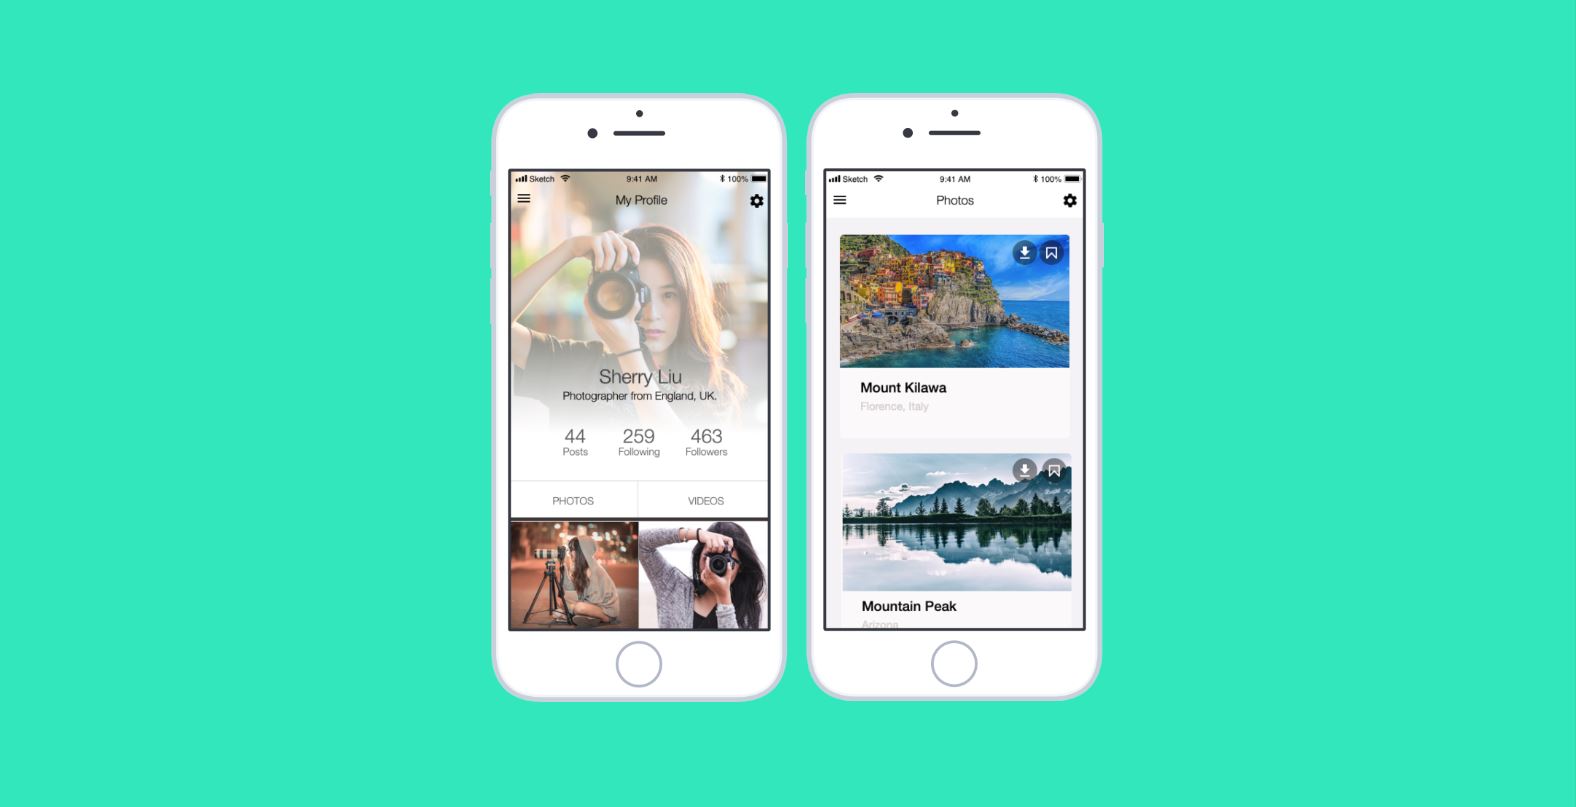 Sketch 9:41 AM 100%
My Profile
Sherry Liu
Photographer from England, UK.
44 259 463
Posts Following Followers
PHOTOS VIDEOS
Sketch 9:41 AM 100%
Photos
Mount Kilawa
Florence, Italy
Mountain Peak
Arizona